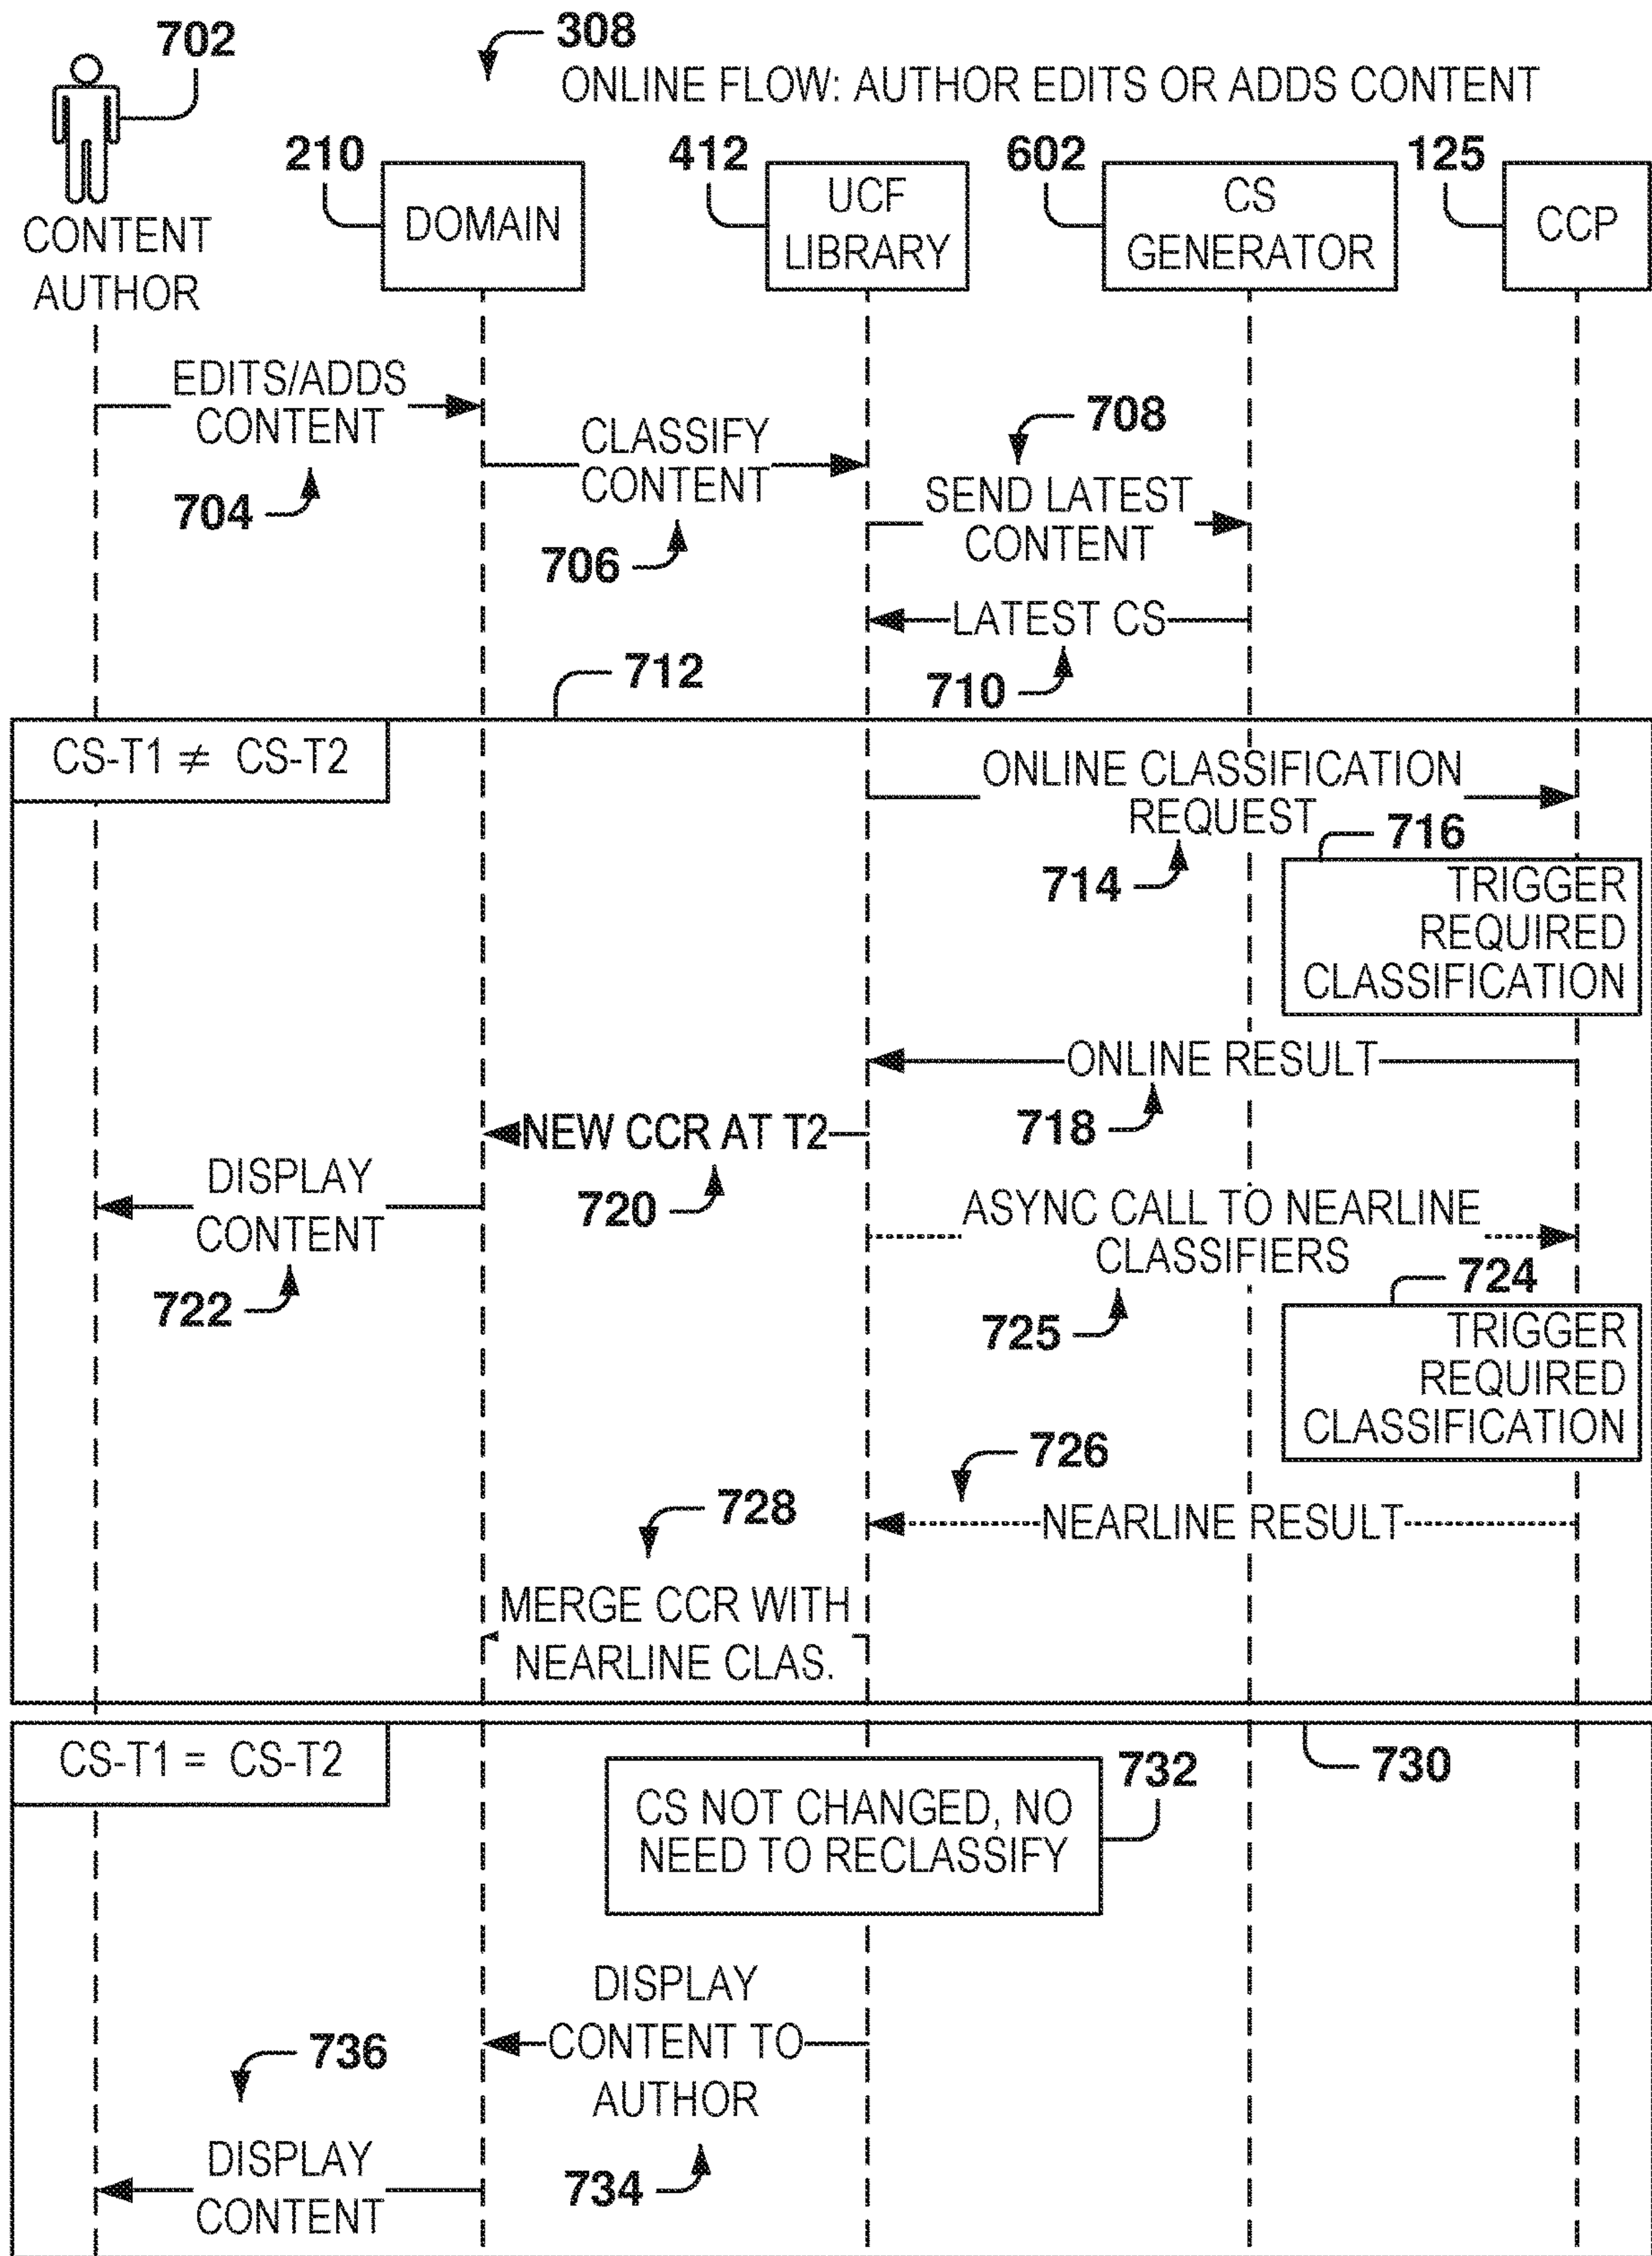 702
308
ONLINE FLOW: AUTHOR EDITS OR ADDS CONTENT
210
412
602
125
CONTENT
AUTHOR
DOMAIN
UCF
LIBRARY
CS
GENERATOR
CCP
EDITS/ADDS
CONTENT
704
CLASSIFY
CONTENT
706
708
SEND LATEST
CONTENT
LATEST CS
710
712
CS-T1 ≠ CS-T2
ONLINE CLASSIFICATION
REQUEST
714
716
TRIGGER
REQUIRED
CLASSIFICATION
ONLINE RESULT
718
NEW CCR AT T2
720
DISPLAY
CONTENT
722
ASYNC CALL TO NEARLINE
CLASSIFIERS
725
724
TRIGGER
REQUIRED
CLASSIFICATION
726
NEARLINE RESULT
728
MERGE CCR WITH
NEARLINE CLAS.
CS-T1 = CS-T2
730
732
CS NOT CHANGED, NO
NEED TO RECLASSIFY
DISPLAY
CONTENT TO
AUTHOR
734
736
DISPLAY
CONTENT